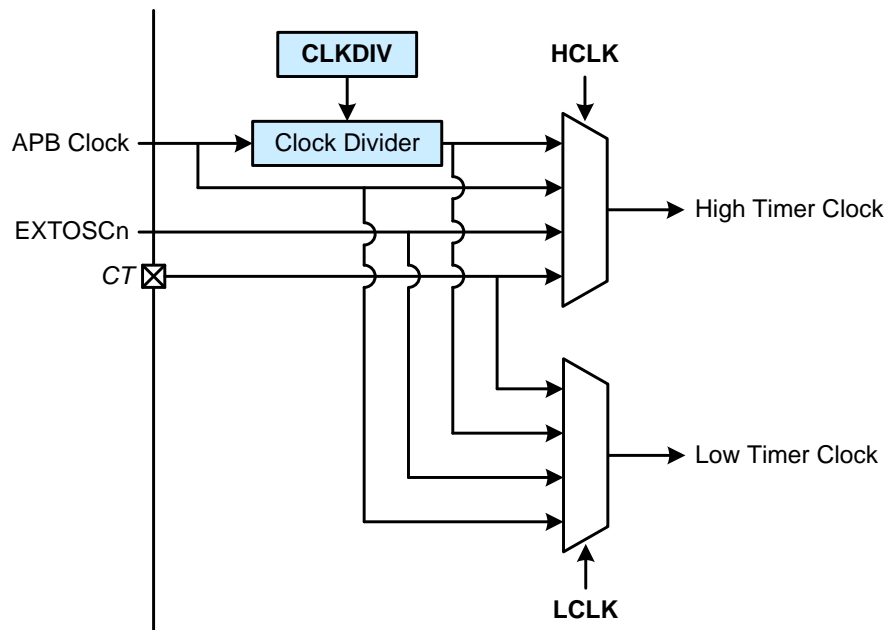 CLKDIV
HCLK
APB Clock
Clock Divider
High Timer Clock
EXTOSCn
CT
Low Timer Clock
LCLK